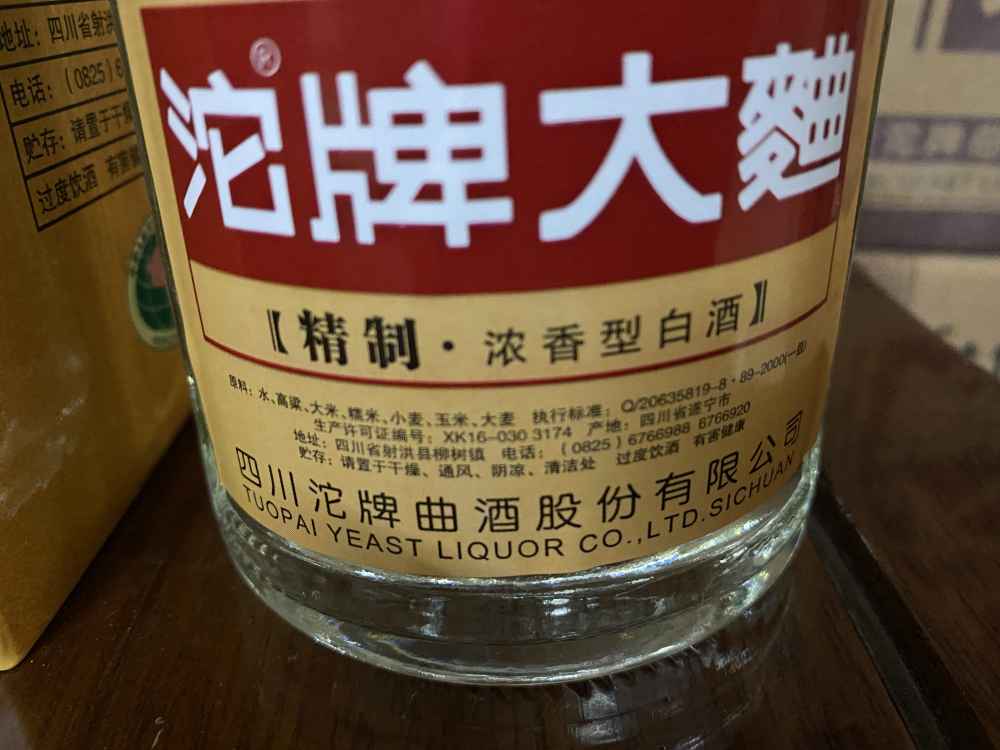 地址：四川省射洪
电话：（0825）6
贮存：请置于干燥
过度饮酒 有害健
沱牌®大麯
【精制·浓香型白酒】
原料：水、高粱、大米、糯米、小麦、玉米、大麦 执行标准：Q/20635819-8·89-2000(一级)
生产许可证编号：XK16-030 3174 产地：四川省遂宁市
地址：四川省射洪县柳树镇 电话：（0825）6766988 6766920
贮存：请置于干燥、通风、阴凉、清洁处 过度饮酒 有害健康
四川沱牌曲酒股份有限公司
TUOPAI YEAST LIQUOR CO.,LTD.SICHUAN